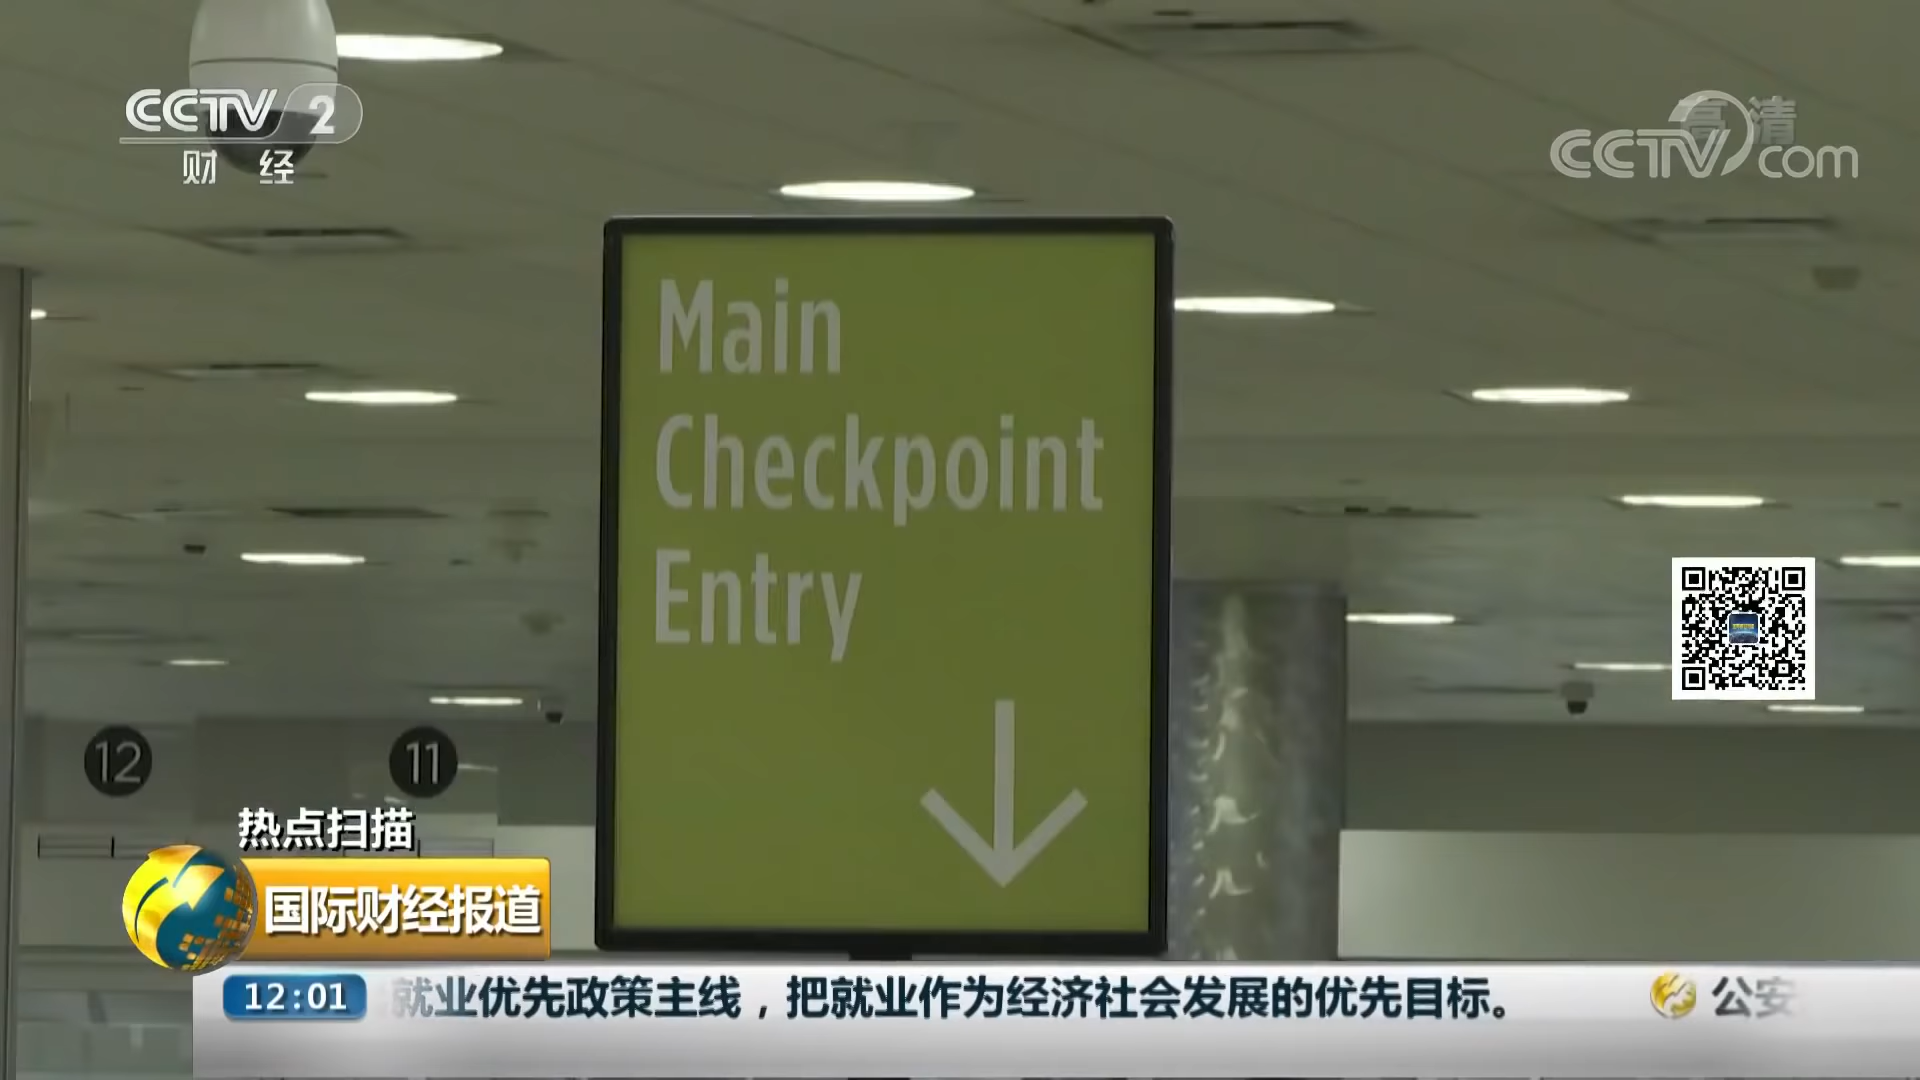 CCTV 2
财经
高清
CCTV.com
Main
Checkpoint
Entry
12
11
热点扫描
国际财经报道
12:01
就业优先政策主线，把就业作为经济社会发展的优先目标。
公安